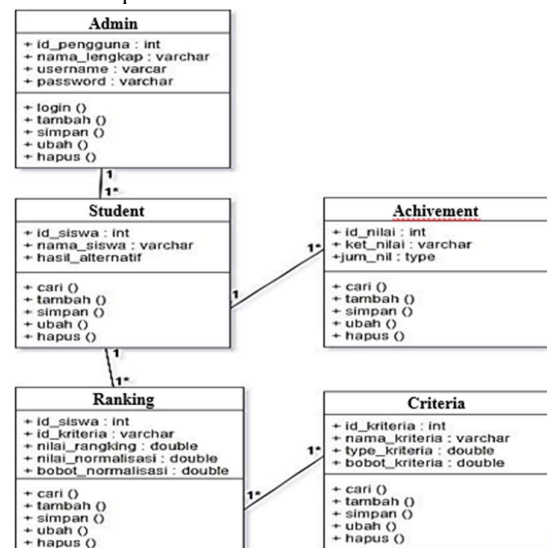 Admin
+ id_pengguna : int
+ nama_lengkap : varchar
+ username : varcar
+ password : varchar
+ login ()
+ tambah ()
+ simpan ()
+ ubah ()
+ hapus ()
1
1*
Student
+ id_siswa : int
+ nama_siswa : varchar
+ hasil_alternatif
+ cari ()
+ tambah ()
+ simpan ()
+ ubah ()
+ hapus ()
1
1*
Achivement
+ id_nilai : int
+ ket_nilai : varchar
+jum_nil : type
+ cari ()
+ tambah ()
+ simpan ()
+ ubah ()
+ hapus ()
1
1*
Ranking
+ id_siswa : int
+ id_kriteria : varchar
+ nilai_rangking : double
+ nilai_normalisasi : double
+ bobot_normalisasi : double
+ cari ()
+ tambah ()
+ simpan ()
+ ubah ()
+ hapus ()
1*
1*
Criteria
+ id_kriteria : int
+ nama_kriteria : varchar
+ type_kriteria : double
+ bobot_kriteria : double
+ cari ()
+ tambah ()
+ simpan ()
+ ubah ()
+ hapus ()